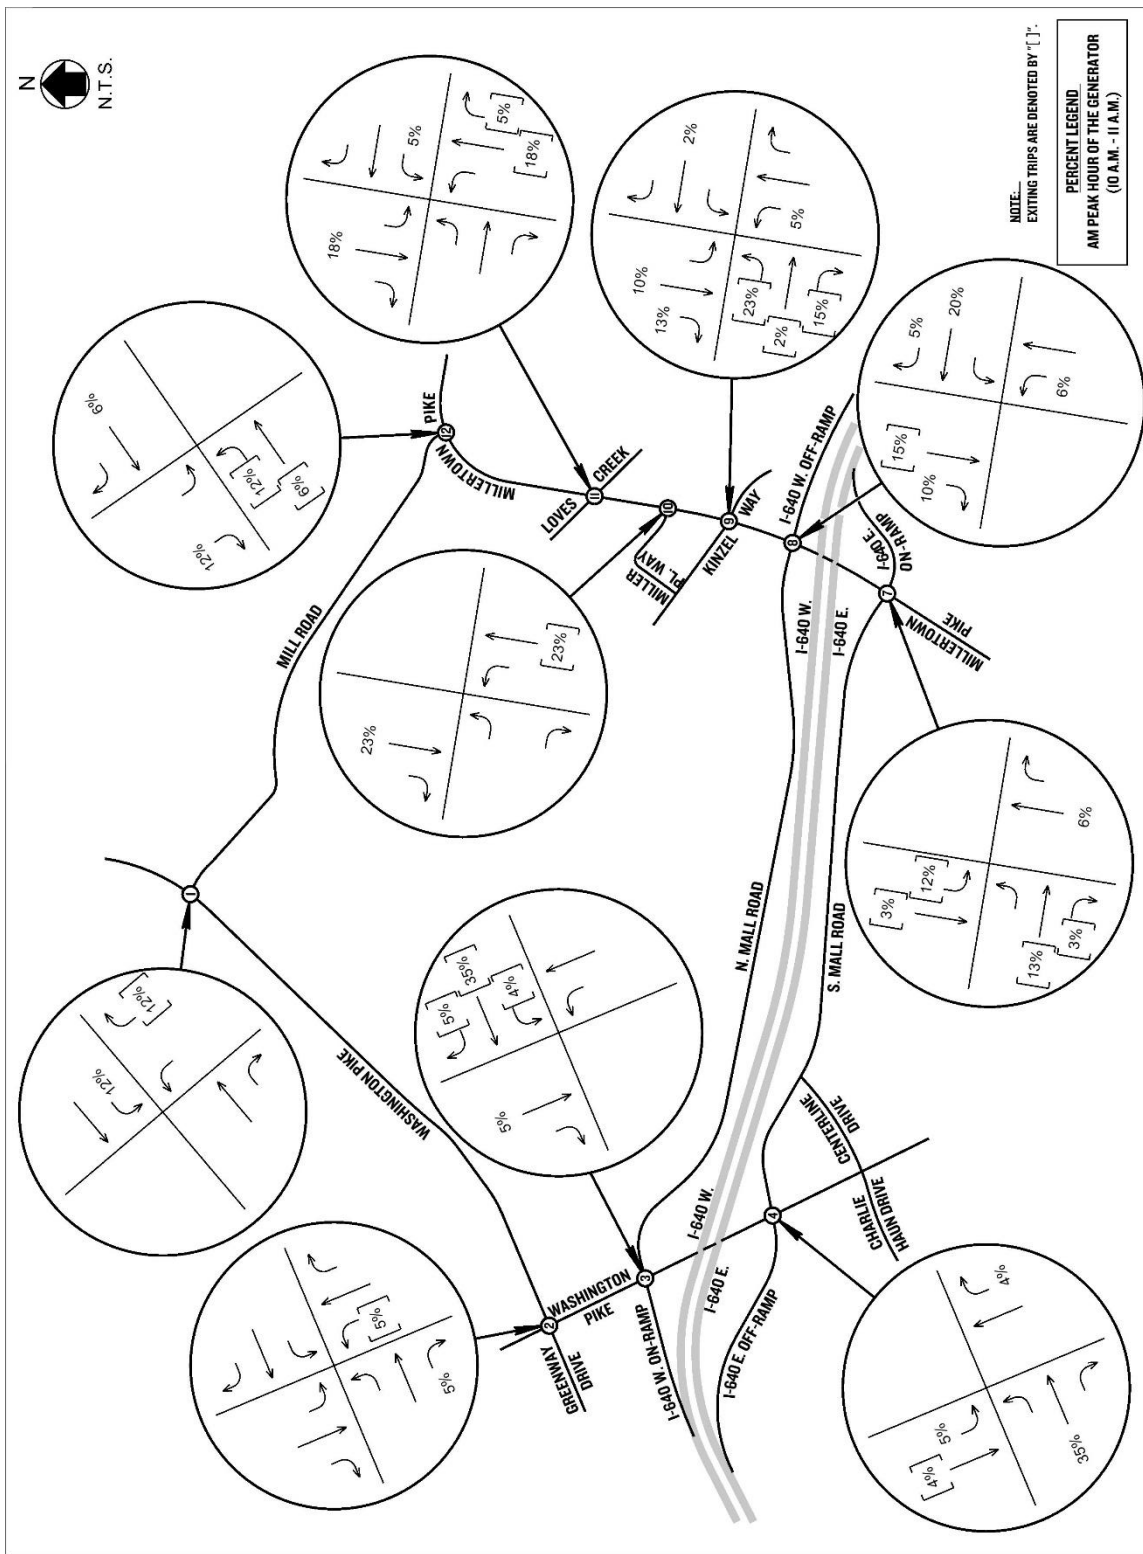 N
N.T.S.
12%
[12%]
5%
[5%]
12%
[12%]
6%
[6%]
18%
5%
[5%]
[18%]
23%
[23%]
5%
[5%]
[35%]
[4%]
10%
13%
2%
[23%]
[2%]
[15%]
5%
[4%]
5%
35%
4%
[3%]
[12%]
[13%]
[3%]
6%
[15%]
10%
5%
20%
6%
1
2
3
4
7
8
9
10
11
12
MILL ROAD
WASHINGTON PIKE
MILLERTOWN
PIKE
LOVES
CREEK
MILLER
PL. WAY
KINZEL
WAY
GREENWAY
DRIVE
WASHINGTON
PIKE
I-640 W. ON-RAMP
I-640 W.
I-640 E.
I-640 E. OFF-RAMP
N. MALL ROAD
S. MALL ROAD
I-640 W.
I-640 E.
I-640 W. OFF-RAMP
I-640 E.
ON-RAMP
MILLERTOWN
PIKE
CENTERLINE
DRIVE
CHARLIE
HAUN DRIVE
NOTE:
EXITING TRIPS ARE DENOTED BY "[ ]".
PERCENT LEGEND
AM PEAK HOUR OF THE GENERATOR
(10 A.M. - 11 A.M.)